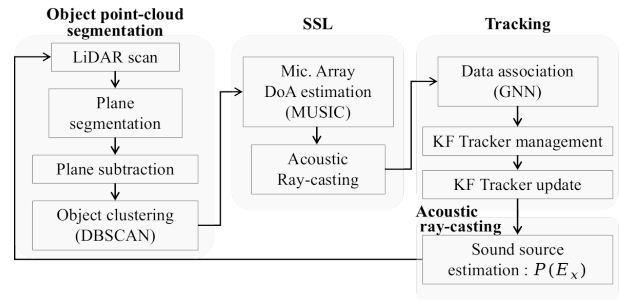 Object point-cloud
segmentation
LiDAR scan
Plane
segmentation
Plane subtraction
Object clustering
(DBSCAN)
SSL
Mic. Array
DoA estimation
(MUSIC)
Acoustic
Ray-casting
Tracking
Data association
(GNN)
KF Tracker management
KF Tracker update
Acoustic
ray-casting
Sound source
estimation : P(Eₓ)